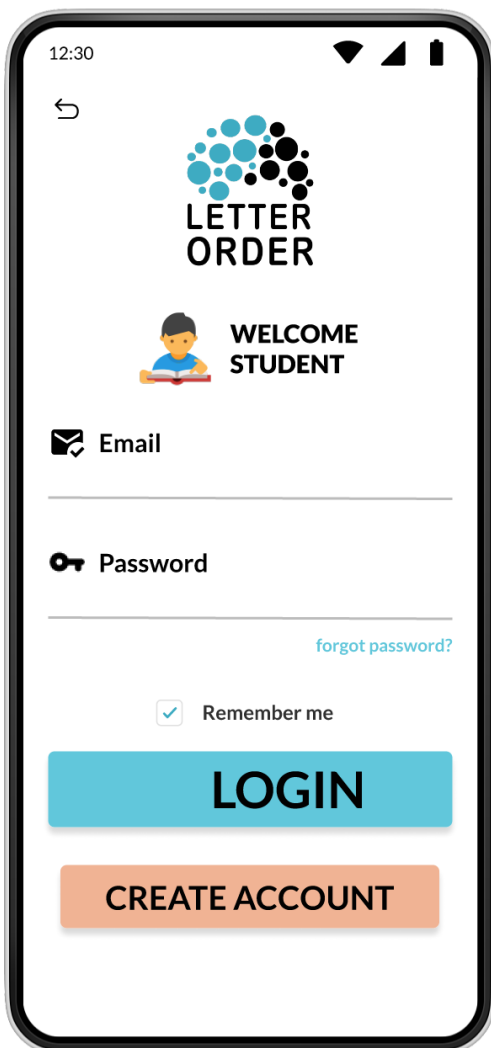 12:30
LETTER
ORDER
WELCOME
STUDENT
Email
Password
forgot password?
Remember me
LOGIN
CREATE ACCOUNT